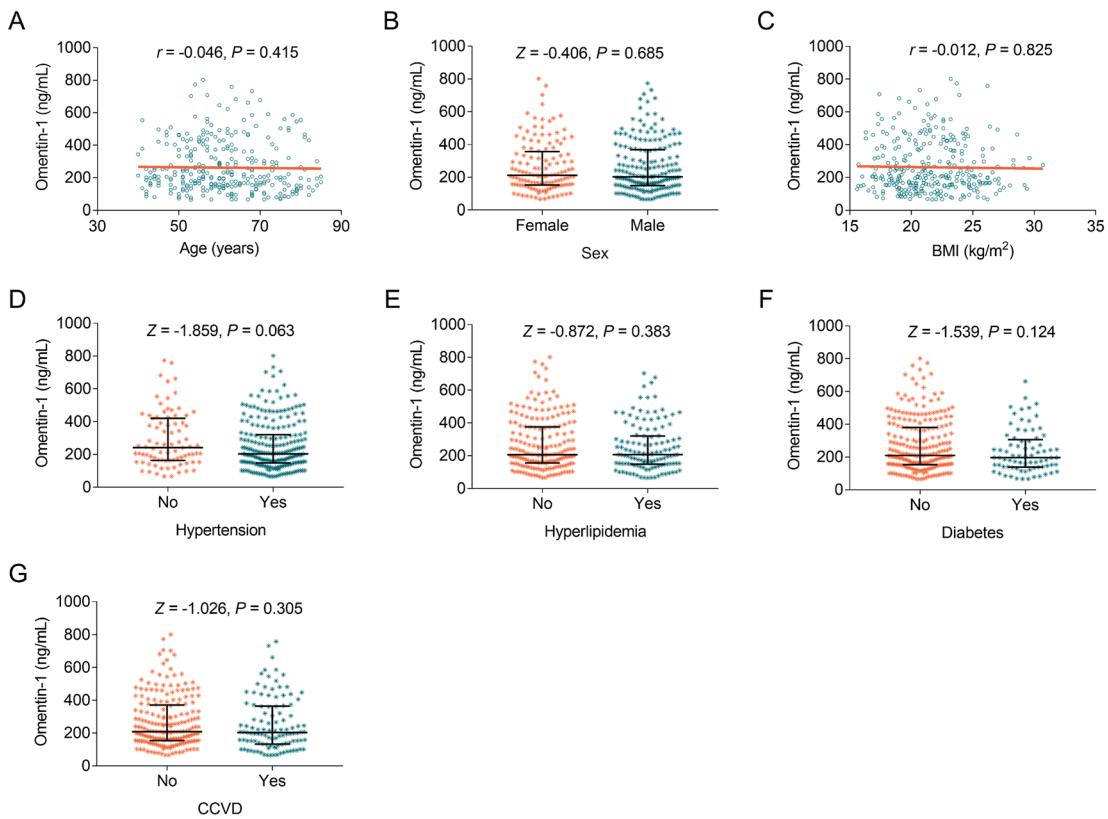 A
r = -0.046, P = 0.415
Omentin-1 (ng/mL)
1000
800
600
400
200
0
30 50 70 90
Age (years)
B
Z = -0.406, P = 0.685
Omentin-1 (ng/mL)
1000
800
600
400
200
0
Female Male
Sex
C
r = -0.012, P = 0.825
Omentin-1 (ng/mL)
1000
800
600
400
200
0
15 20 25 30 35
BMI (kg/m²)
D
Z = -1.859, P = 0.063
Omentin-1 (ng/mL)
1000
800
600
400
200
0
No Yes
Hypertension
E
Z = -0.872, P = 0.383
Omentin-1 (ng/mL)
1000
800
600
400
200
0
No Yes
Hyperlipidemia
F
Z = -1.539, P = 0.124
Omentin-1 (ng/mL)
1000
800
600
400
200
0
No Yes
Diabetes
G
Z = -1.026, P = 0.305
Omentin-1 (ng/mL)
1000
800
600
400
200
0
No Yes
CCVD